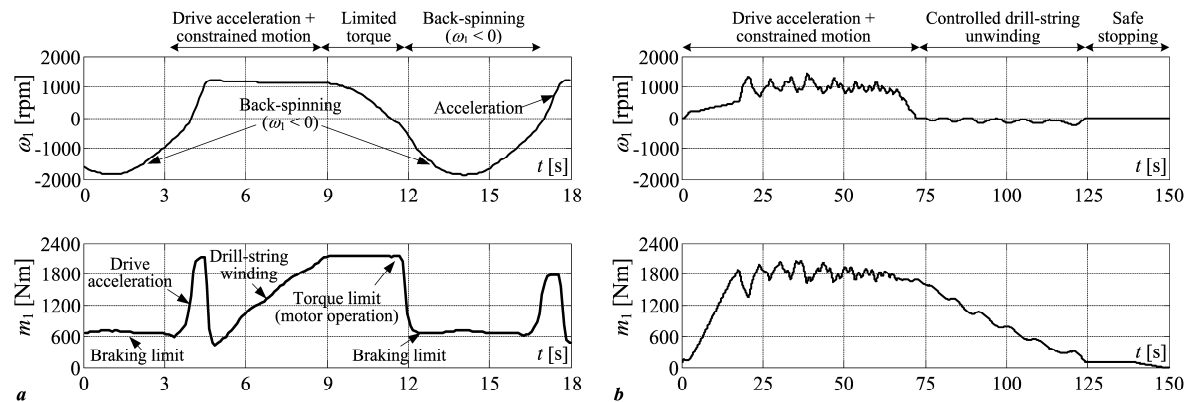 Drive acceleration +
constrained motion
Limited
torque
Back-spinning
(ω1 < 0)
2000
1000
0
-1000
-2000
ω1 [rpm]
Back-spinning
(ω1 < 0)
Acceleration
t [s]
0 3 6 9 12 15 18
2400
1800
1200
600
0
m1 [Nm]
Drive
acceleration
Drill-string
winding
Torque limit
(motor operation)
Braking limit
Braking limit
t [s]
0 3 6 9 12 15 18
a
Drive acceleration +
constrained motion
Controlled drill-string
unwinding
Safe
stopping
2000
1000
0
-1000
-2000
ω1 [rpm]
t [s]
0 25 50 75 100 125 150
2400
1800
1200
600
0
m1 [Nm]
t [s]
0 25 50 75 100 125 150
b